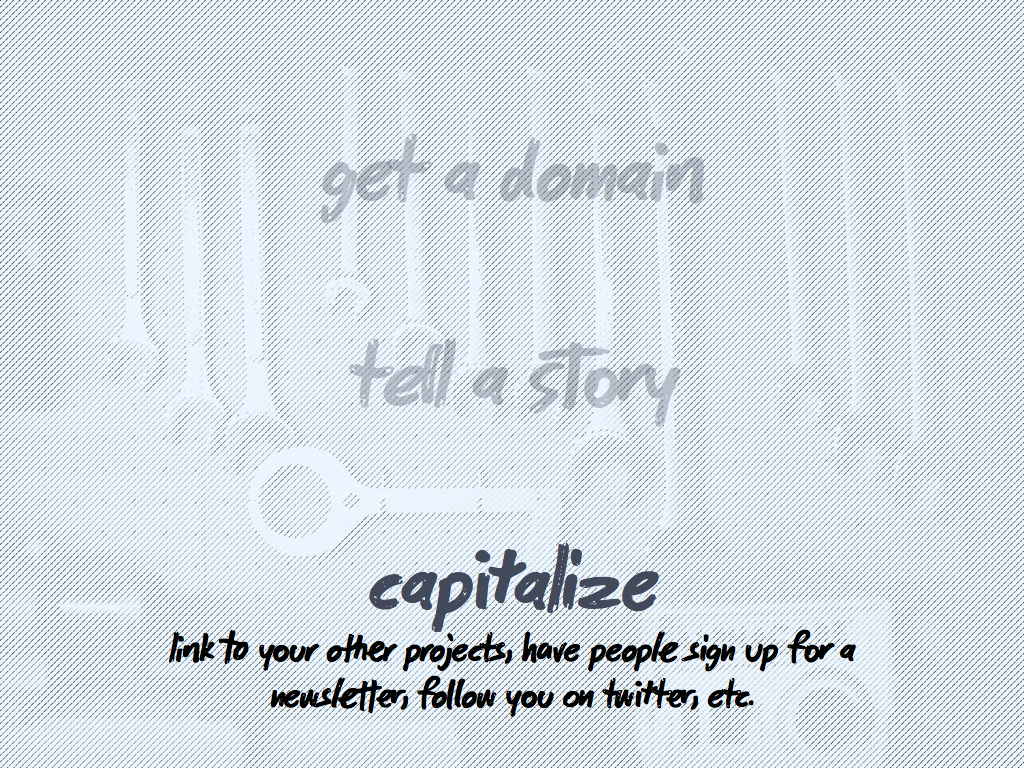 get a domain
tell a story
capitalize
link to your other projects, have people sign up for a
newsletter, follow you on twitter, etc.